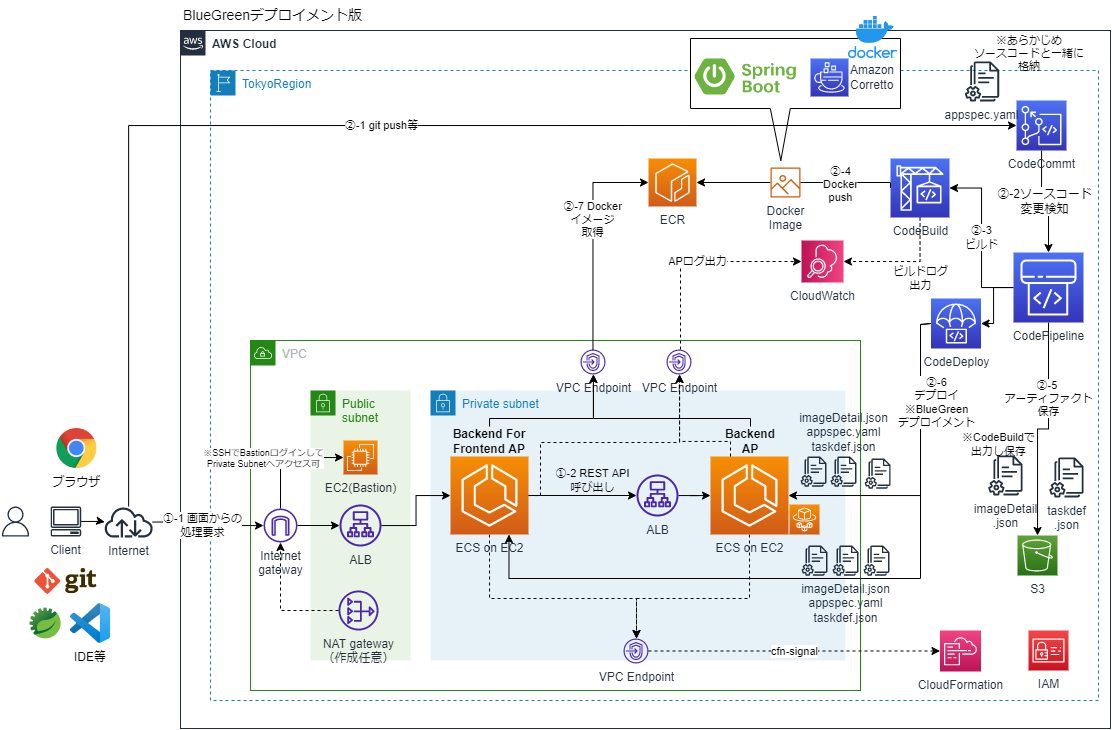 BlueGreenデプロイメント版
aws
AWS Cloud
TokyoRegion
Spring
Boot
docker
Amazon
Corretto
※あらかじめ
ソースコードと一緒に
格納
appspec.yaml
CodeCommt
②-1 git push等
②-2ソースコード
変更検知
②-3
ビルド
②-4
Docker
push
CodeBuild
Docker
Image
ECR
②-7 Docker
イメージ
取得
APログ出力
CloudWatch
ビルドログ
出力
CodePipeline
CodeDeploy
②-5
アーティファクト
保存
②-6
デプロイ
※BlueGreen
デプロイメント
※CodeBuildで
出力し保存
imageDetail
.json
taskdef
.json
S3
VPC
VPC Endpoint
VPC Endpoint
Public
subnet
Private subnet
※SSHでBastionログインして
Private Subnetへアクセス可
EC2(Bastion)
Backend For
Frontend AP
ECS on EC2
①-2 REST API
呼び出し
ALB
Backend
AP
ECS on EC2
imageDetail.json
appspec.yaml
taskdef.json
imageDetail.json
appspec.yaml
taskdef.json
ブラウザ
Client
Internet
①-1 画面からの
処理要求
Internet
gateway
ALB
git
IDE等
NAT gateway
（作成任意）
VPC Endpoint
cfn-signal
CloudFormation
IAM